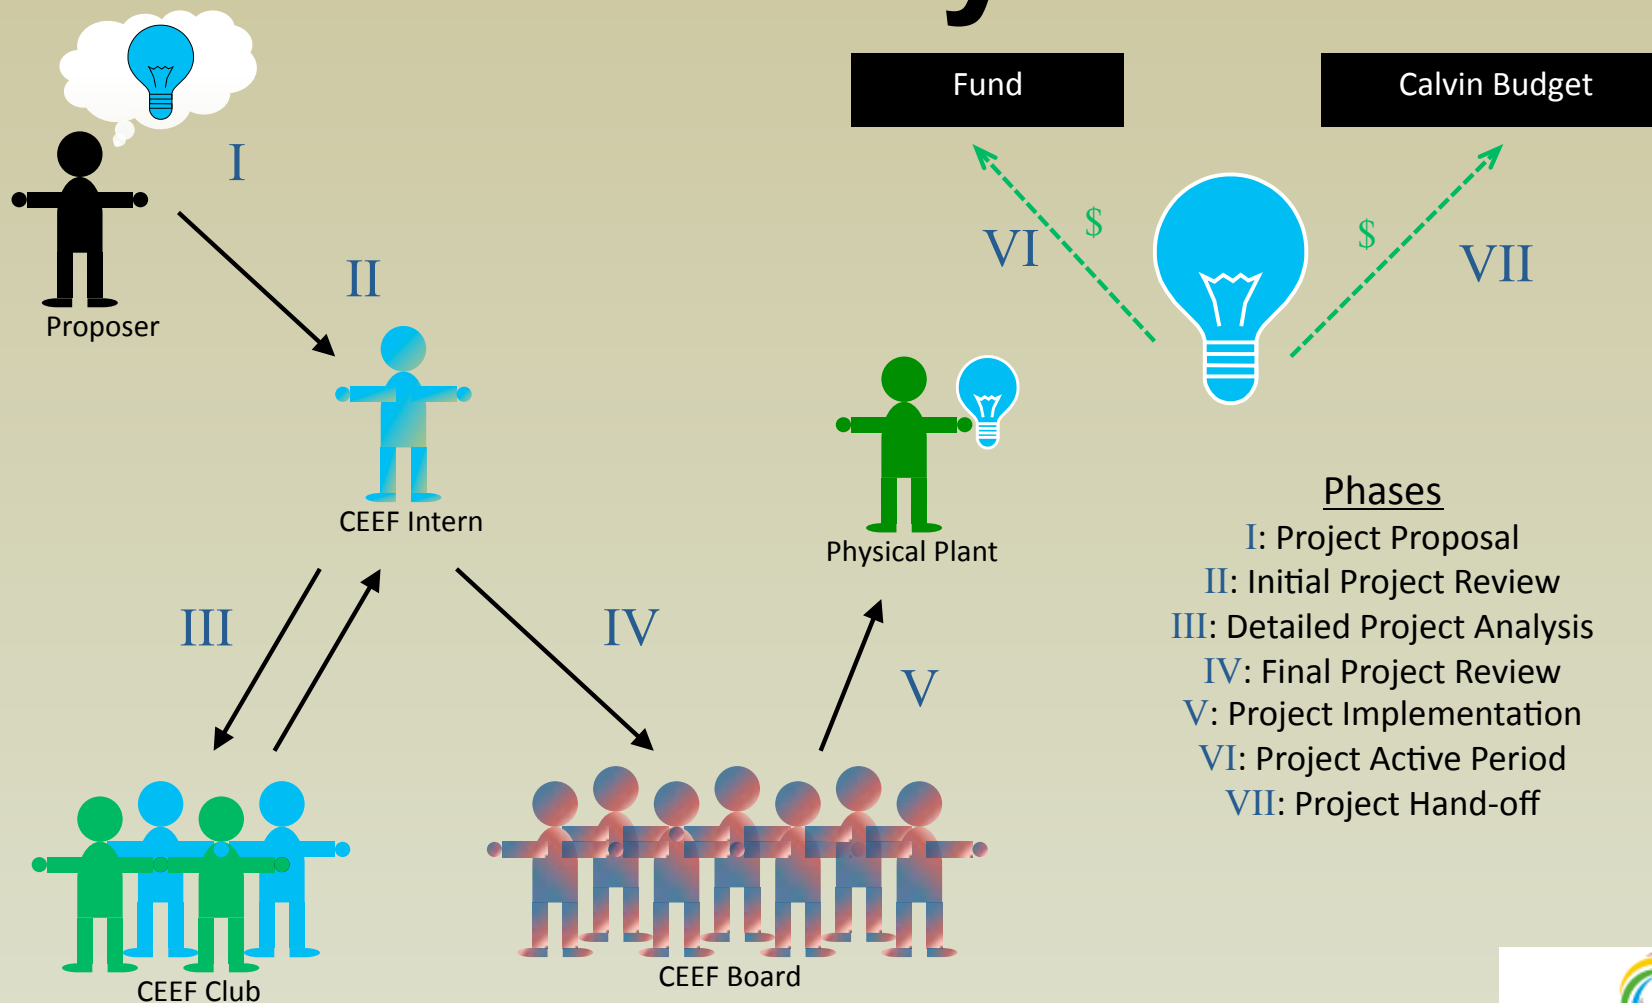 Fund
Calvin Budget
I
II
Proposer
VI
$
$
VII
CEEF Intern
Physical Plant
III
IV
V
Phases
I: Project Proposal
II: Initial Project Review
III: Detailed Project Analysis
IV: Final Project Review
V: Project Implementation
VI: Project Active Period
VII: Project Hand-off
CEEF Club
CEEF Board